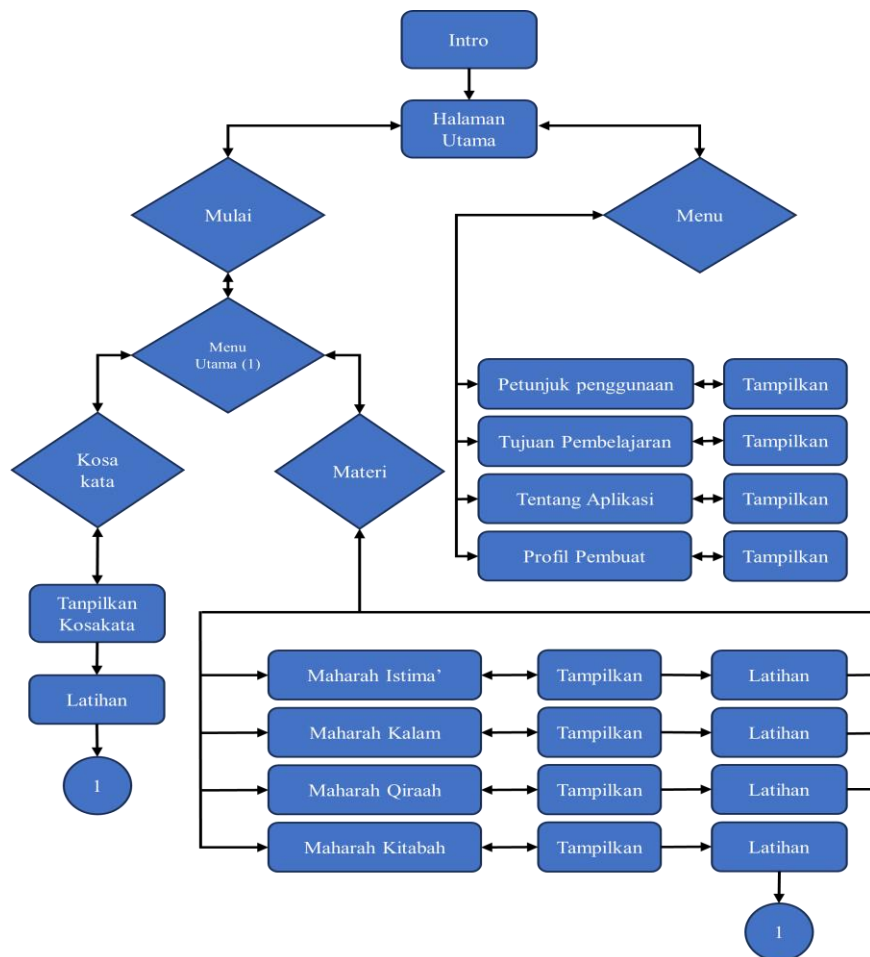 Intro
Halaman
Utama
Mulai
Menu
Menu
Utama (1)
Kosa
kata
Materi
Petunjuk penggunaan
Tampilkan
Tujuan Pembelajaran
Tampilkan
Tentang Aplikasi
Tampilkan
Profil Pembuat
Tampilkan
Tanpilkan
Kosakata
Latihan
1
Maharah Istima’
Tampilkan
Latihan
Maharah Kalam
Tampilkan
Latihan
Maharah Qiraah
Tampilkan
Latihan
Maharah Kitabah
Tampilkan
Latihan
1